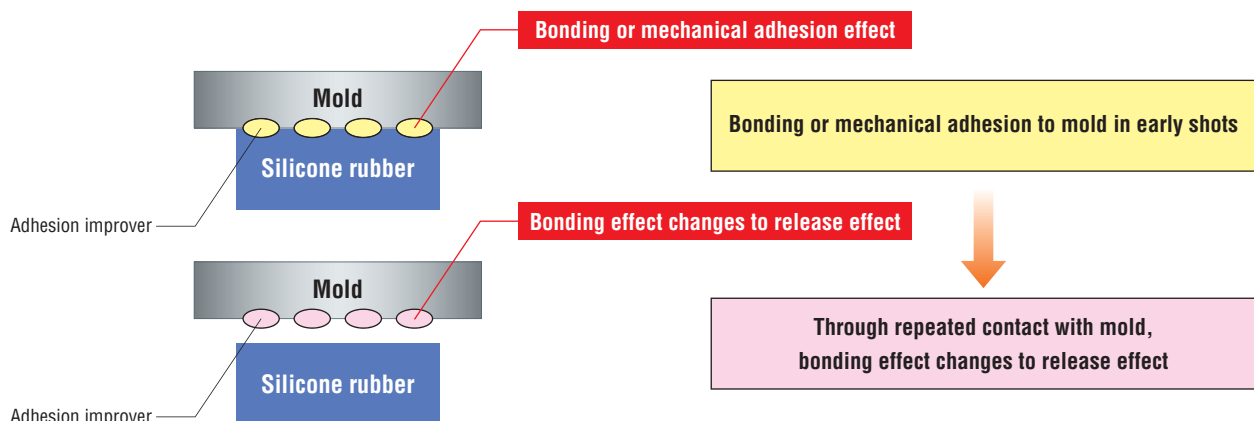 Bonding or mechanical adhesion effect
Mold
Silicone rubber
Adhesion improver
Bonding effect changes to release effect
Mold
Silicone rubber
Adhesion improver
Bonding or mechanical adhesion to mold in early shots
Through repeated contact with mold,
bonding effect changes to release effect